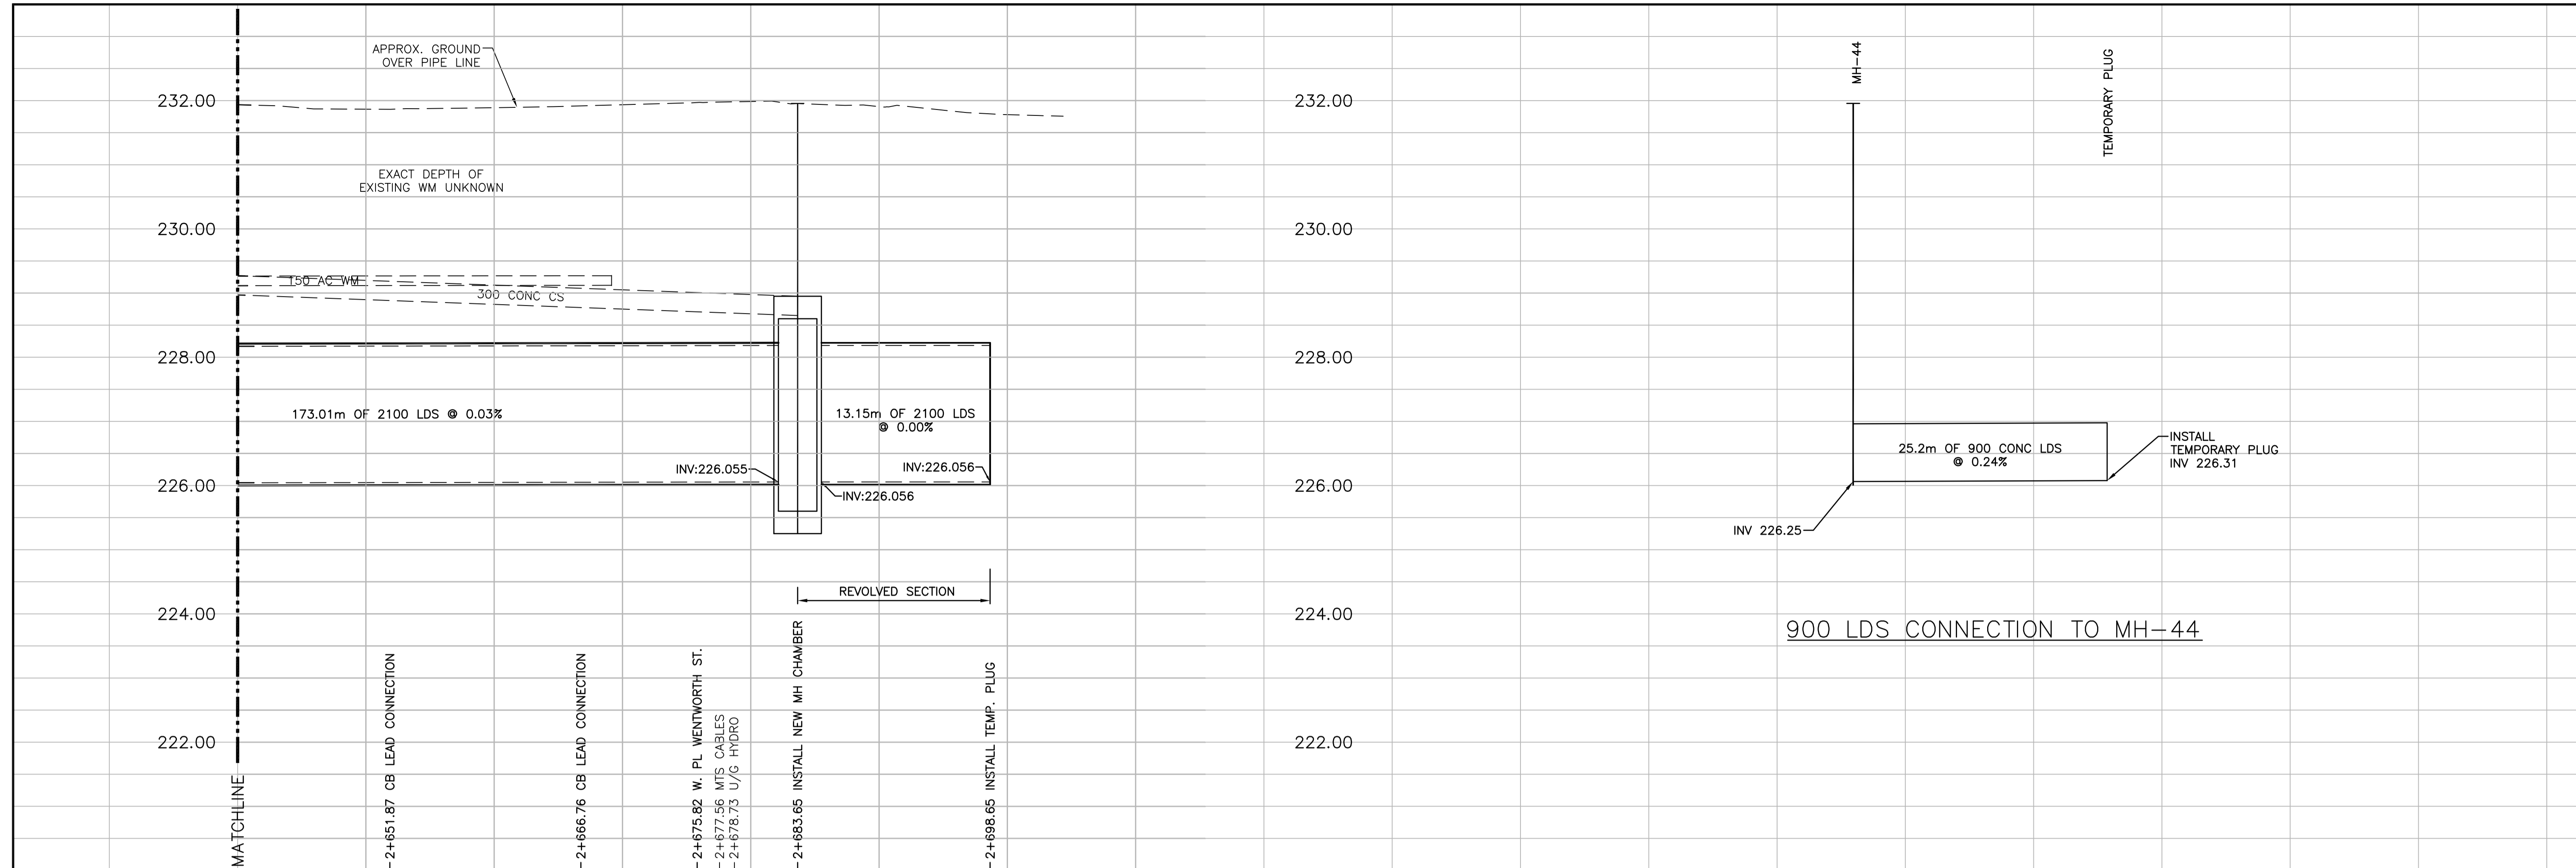 APPROX. GROUND
OVER PIPE LINE
232.00
EXACT DEPTH OF
EXISTING WM UNKNOWN
230.00
150 AC WM
300 CONC CS
228.00
173.01m OF 2100 LDS @ 0.03%
13.15m OF 2100 LDS
@ 0.00%
INV:226.055
INV:226.056
INV:226.056
226.00
REVOLVED SECTION
224.00
222.00
MATCHLINE
2+651.87 CB LEAD CONNECTION
2+666.76 CB LEAD CONNECTION
2+675.82 W. PL WENTWORTH ST.
2+677.56 MTS CABLES
2+678.73 U/G HYDRO
2+683.65 INSTALL NEW MH CHAMBER
2+698.65 INSTALL TEMP. PLUG
232.00
230.00
228.00
226.00
224.00
222.00
MH-44
TEMPORARY PLUG
25.2m OF 900 CONC LDS
@ 0.24%
INSTALL
TEMPORARY PLUG
INV 226.31
INV 226.25
900 LDS CONNECTION TO MH-44